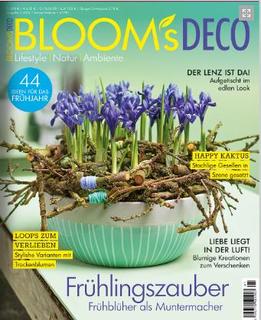 BLOOM's DECO
DECO
Lifestyle | Natur | Ambiente
44
IDEEN FÜR DAS
FRÜHJAHR
DER LENZ IST DA!
Aufgetischt im
edlen Look
HAPPY KAKTUS
Stachlige Gesellen in
Szene gesetzt
LIEBE LIEGT
IN DER LUFT!
Blumige Kreationen
zum Verschenken
LOOPS ZUM
VERLIEBEN
Stylishe Varianten mit
Trockenblumen
Frühlingszauber
Frühblüher als Muntermacher